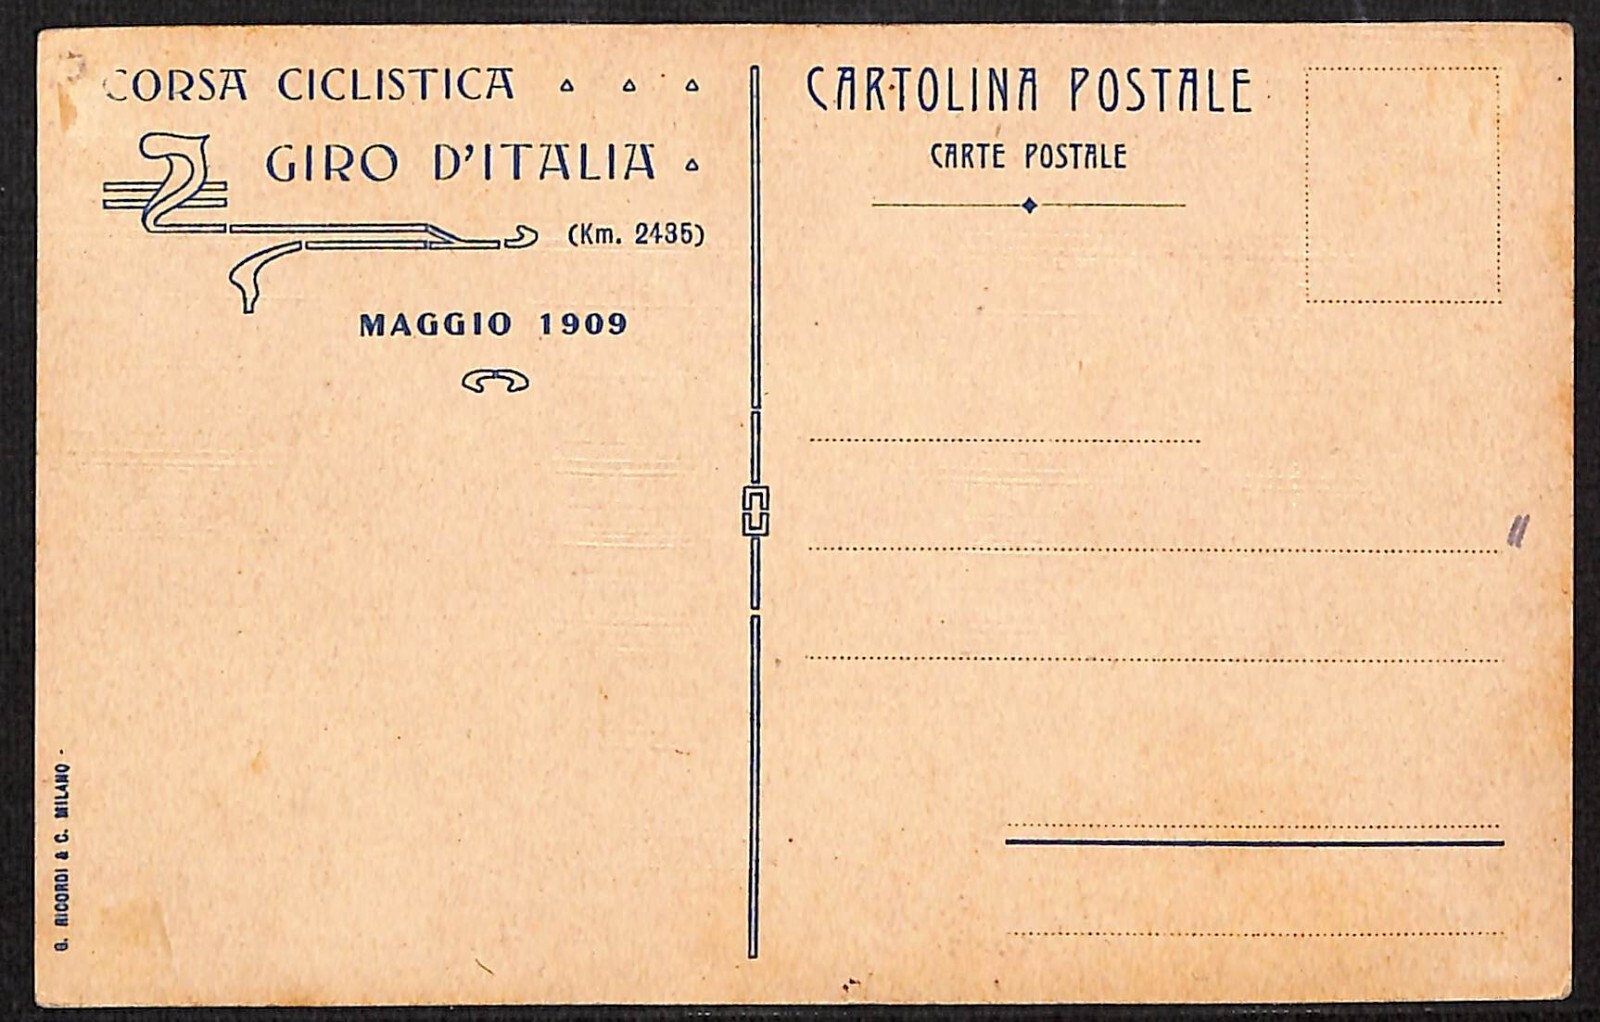 CORSA CICLISTICA
GIRO D'ITALIA
(Km. 2435)
MAGGIO 1909
CARTOLINA POSTALE
CARTE POSTALE
G. RICORDI & C. MILANO -